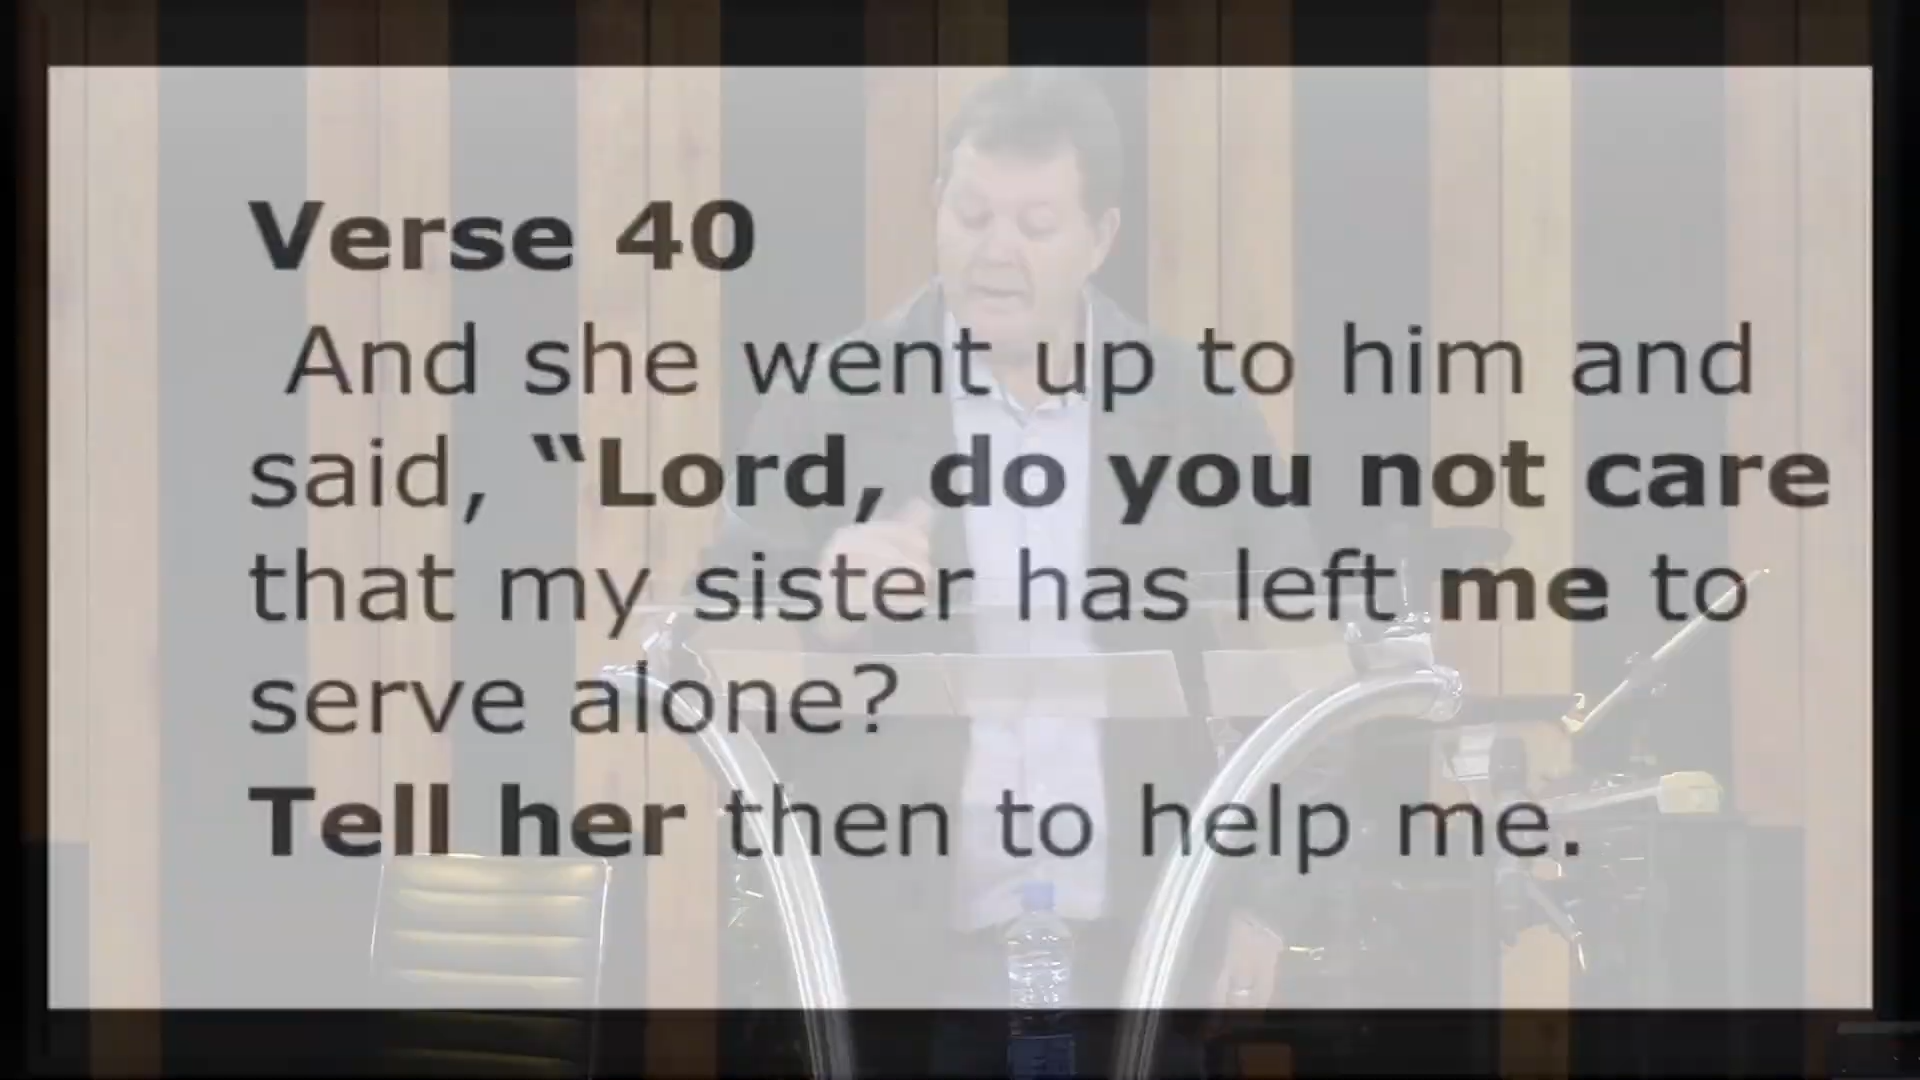 Verse 40
And she went up to him and
said, “Lord, do you not care
that my sister has left me to
serve alone?
Tell her then to help me.